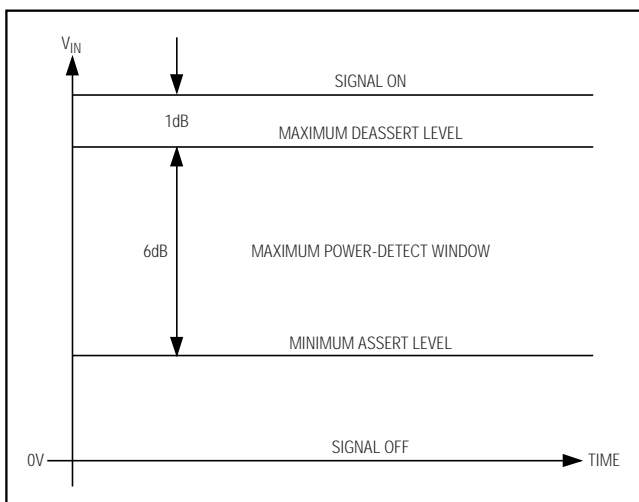 VIN
SIGNAL ON
1dB
MAXIMUM DEASSERT LEVEL
6dB
MAXIMUM POWER-DETECT WINDOW
MINIMUM ASSERT LEVEL
SIGNAL OFF
0V
TIME